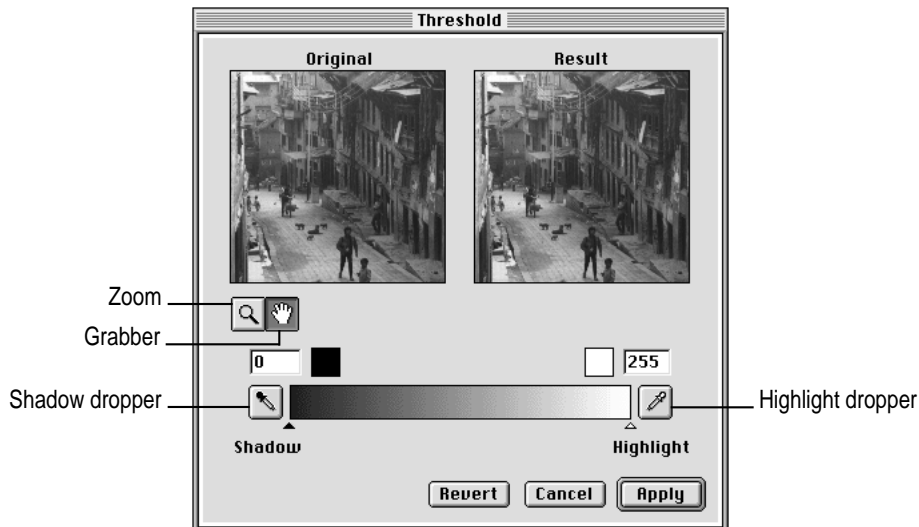 Threshold
Original Result
Zoom
Grabber
0 255
Shadow dropper Highlight dropper
Shadow Highlight
Revert Cancel Apply